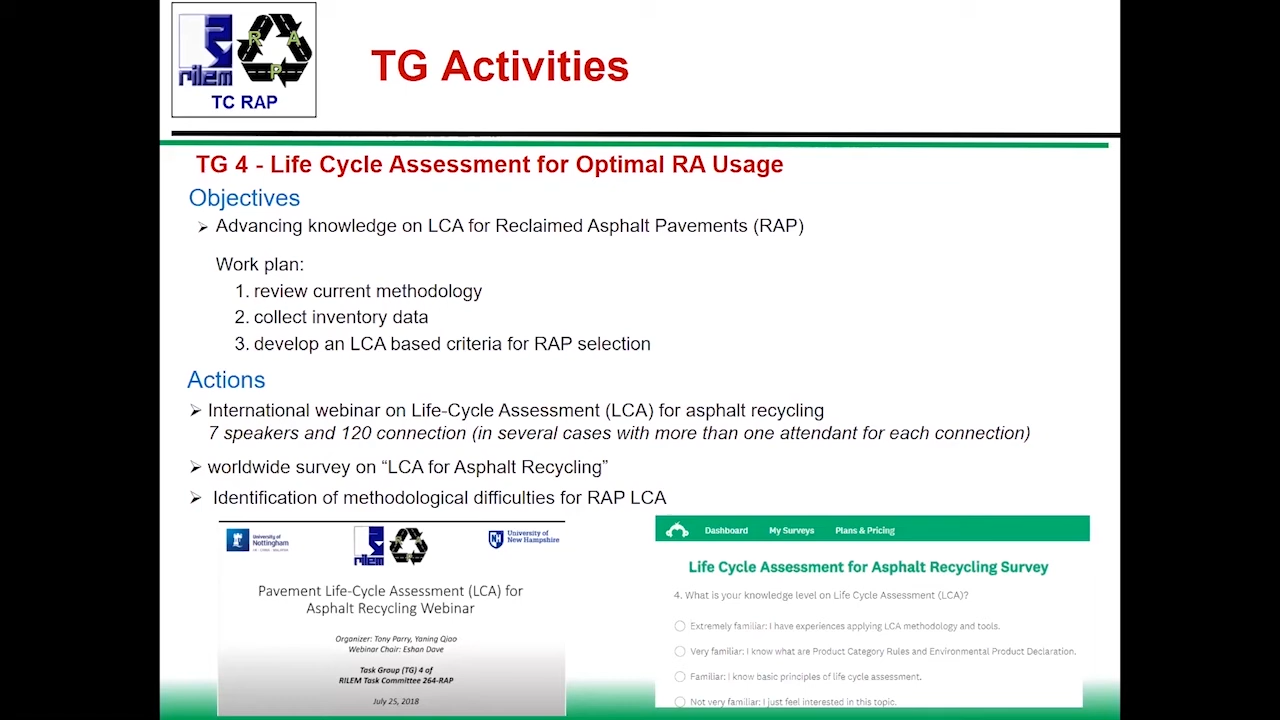 R A P
rilem
TC RAP
TG Activities
TG 4 - Life Cycle Assessment for Optimal RA Usage
Objectives
➢ Advancing knowledge on LCA for Reclaimed Asphalt Pavements (RAP)
Work plan:
1. review current methodology
2. collect inventory data
3. develop an LCA based criteria for RAP selection
Actions
➢ International webinar on Life-Cycle Assessment (LCA) for asphalt recycling
7 speakers and 120 connection (in several cases with more than one attendant for each connection)
➢ worldwide survey on “LCA for Asphalt Recycling”
➢ Identification of methodological difficulties for RAP LCA
University of
Nottingham
UK | CHINA | MALAYSIA
rilem
University of
New Hampshire
Pavement Life-Cycle Assessment (LCA) for
Asphalt Recycling Webinar
Organizer: Tony Parry, Yaning Qiao
Webinar Chair: Eshan Dave
Task Group (TG) 4 of
RILEM Task Committee 264-RAP
July 25, 2018
Dashboard My Surveys Plans & Pricing
Life Cycle Assessment for Asphalt Recycling Survey
4. What is your knowledge level on Life Cycle Assessment (LCA)?
Extremely familiar: I have experiences applying LCA methodology and tools.
Very familiar: I know what are Product Category Rules and Environmental Product Declaration.
Familiar: I know basic principles of life cycle assessment.
Not very familiar: I just feel interested in this topic.